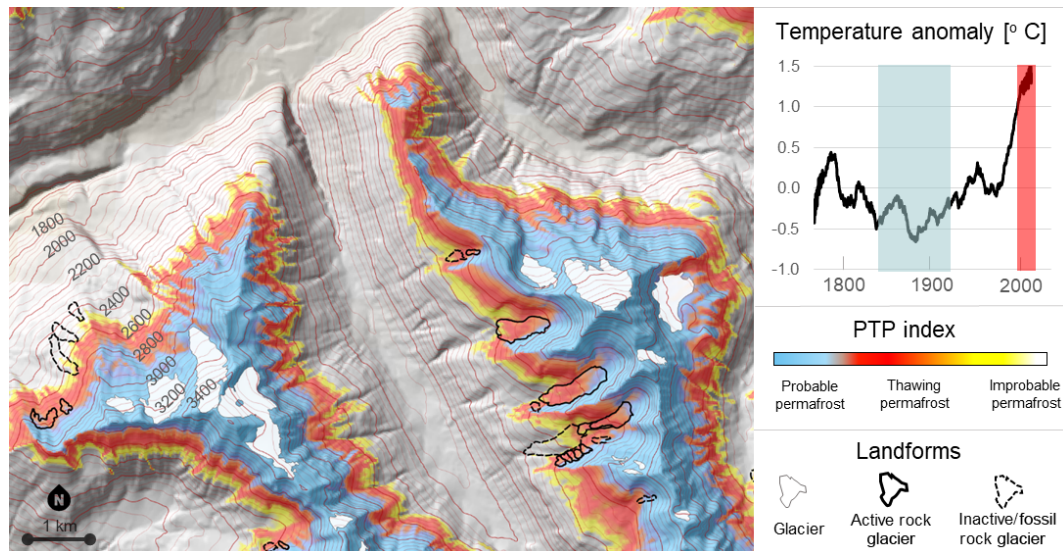 1800
2000
2200
2400
2600
2800
3000
3200
3400
N
1 km
Temperature anomaly [o C]
1.5
1.0
0.5
0.0
-0.5
-1.0
1800
1900
2000
PTP index
Probable permafrost
Thawing permafrost
Improbable permafrost
Landforms
Glacier
Active rock glacier
Inactive/fossil rock glacier